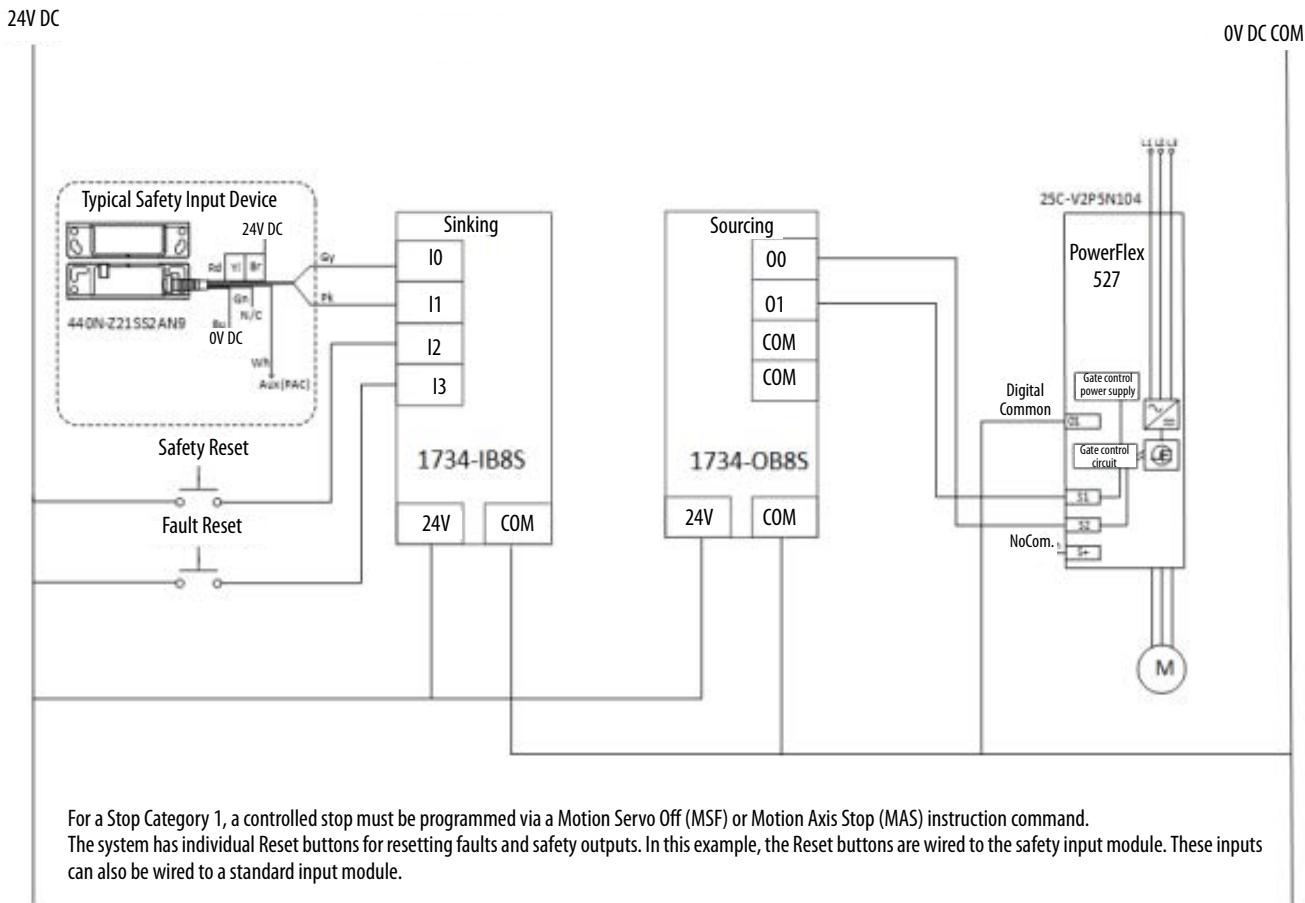 24V DC
0V DC COM
L1 L2 L3
25C-V2P5N104
Typical Safety Input Device
24V DC
Rd Yl Br
Gn
N/C
Bu
0V DC
Wh
Aux(PAC)
440N-Z21SS2AN9
Gy
Pk
Sinking
I0
I1
I2
I3
1734-IB8S
24V
COM
Sourcing
O0
O1
COM
COM
1734-OB8S
24V
COM
PowerFlex
527
Gate control
power supply
Digital
Common
01
Gate control
circuit
S1
S2
NoCom.
S+
M
Safety Reset
Fault Reset
For a Stop Category 1, a controlled stop must be programmed via a Motion Servo Off (MSF) or Motion Axis Stop (MAS) instruction command.
The system has individual Reset buttons for resetting faults and safety outputs. In this example, the Reset buttons are wired to the safety input module. These inputs
can also be wired to a standard input module.